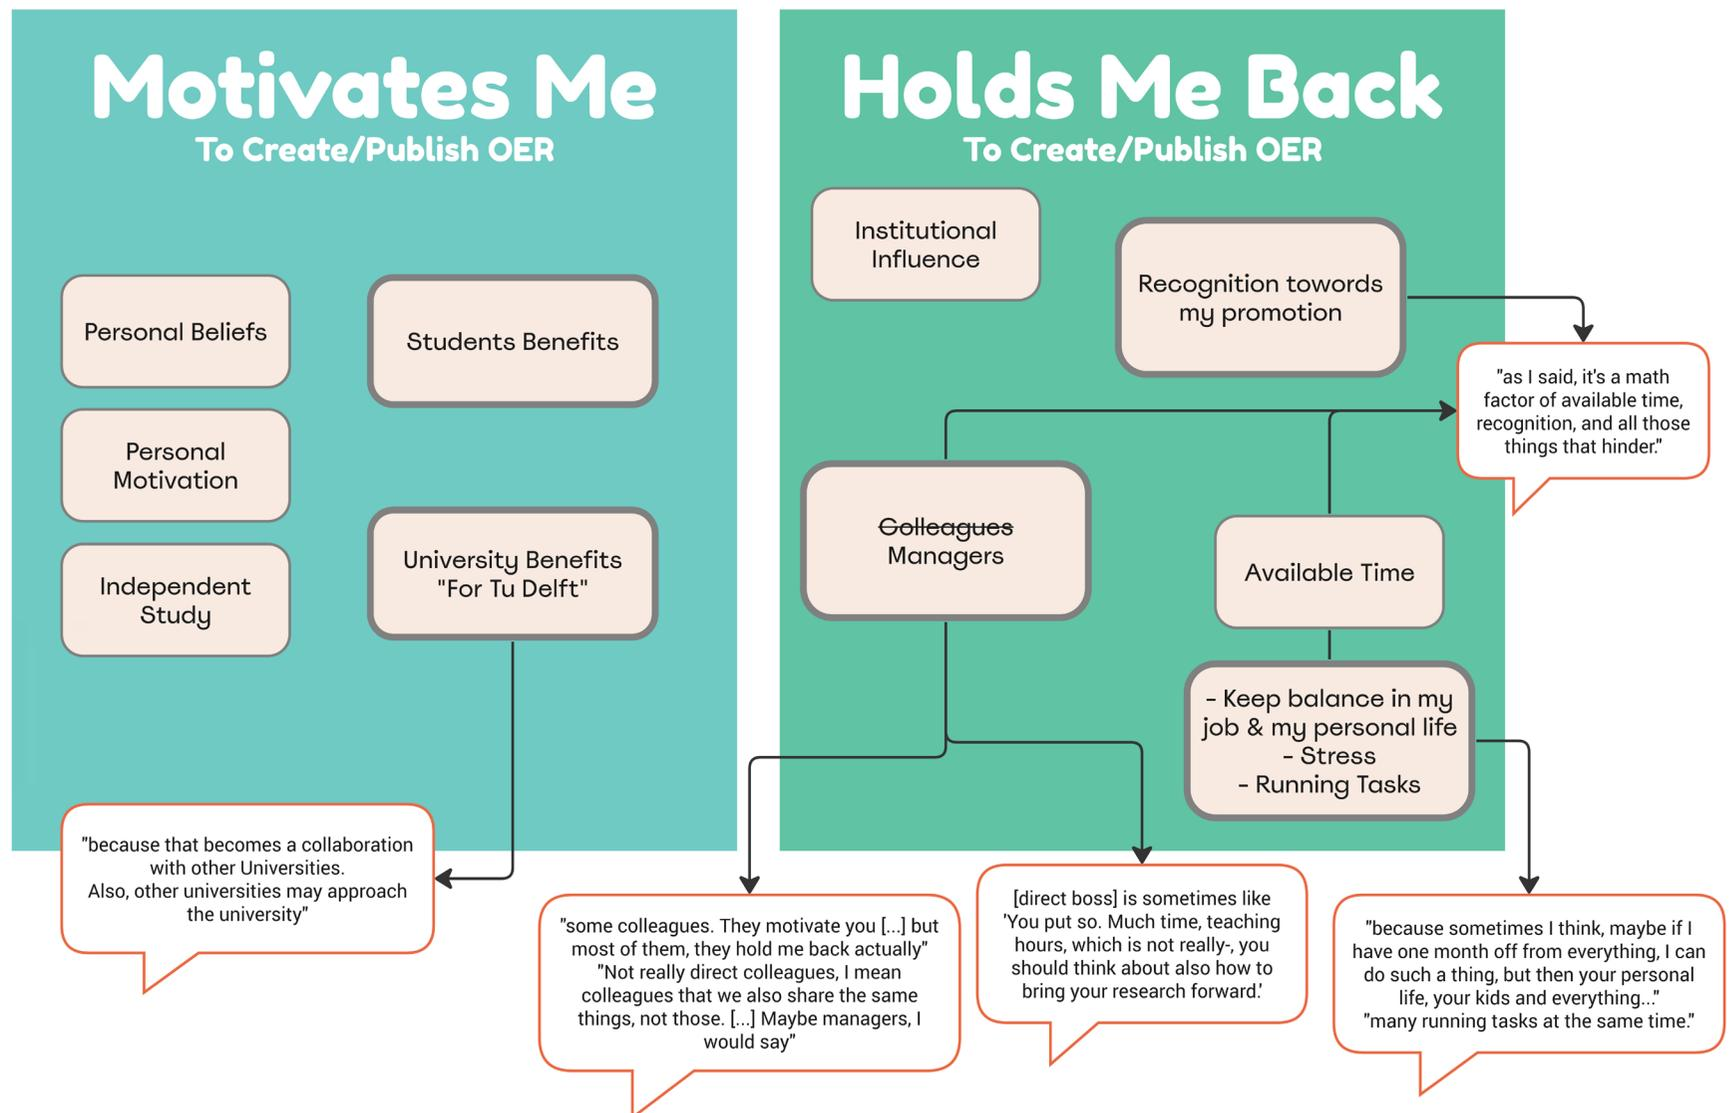 Motivates Me
To Create/Publish OER
Personal Beliefs
Students Benefits
Personal
Motivation
Independent
Study
University Benefits
"For Tu Delft"
"because that becomes a collaboration
with other Universities.
Also, other universities may approach
the university"
Holds Me Back
To Create/Publish OER
Institutional
Influence
Recognition towords
my promotion
"as I said, it's a math
factor of available time,
recognition, and all those
things that hinder."
Colleagues
Managers
Available Time
- Keep balance in my
job & my personal life
- Stress
- Running Tasks
"some colleagues. They motivate you [...] but
most of them, they hold me back actually"
"Not really direct colleagues, I mean
colleagues that we also share the same
things, not those. [...] Maybe managers, I
would say"
[direct boss] is sometimes like
'You put so. Much time, teaching
hours, which is not really-, you
should think about also how to
bring your research forward.'
"because sometimes I think, maybe if I
have one month off from everything, I can
do such a thing, but then your personal
life, your kids and everything..."
"many running tasks at the same time."